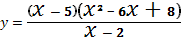 y = (x − 5)(x² − 6x + 8) / x − 2